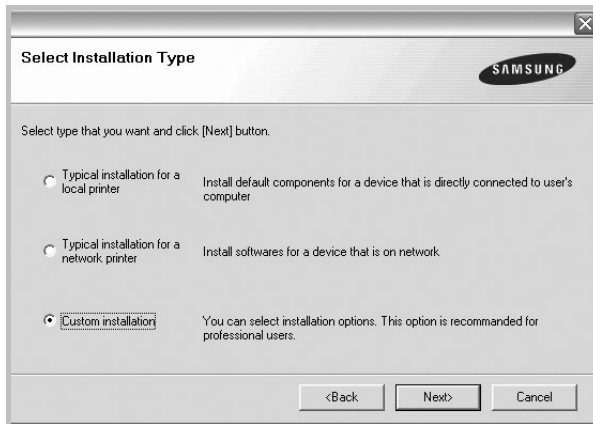 Select Installation Type
SAMSUNG
Select type that you want and click [Next] button.
Typical installation for a
local printer
Install default components for a device that is directly connected to user's
computer
Typical installation for a
network printer
Install softwares for a device that is on network
Custom installation
You can select installation options. This option is recommanded for
professional users.
<Back
Next>
Cancel